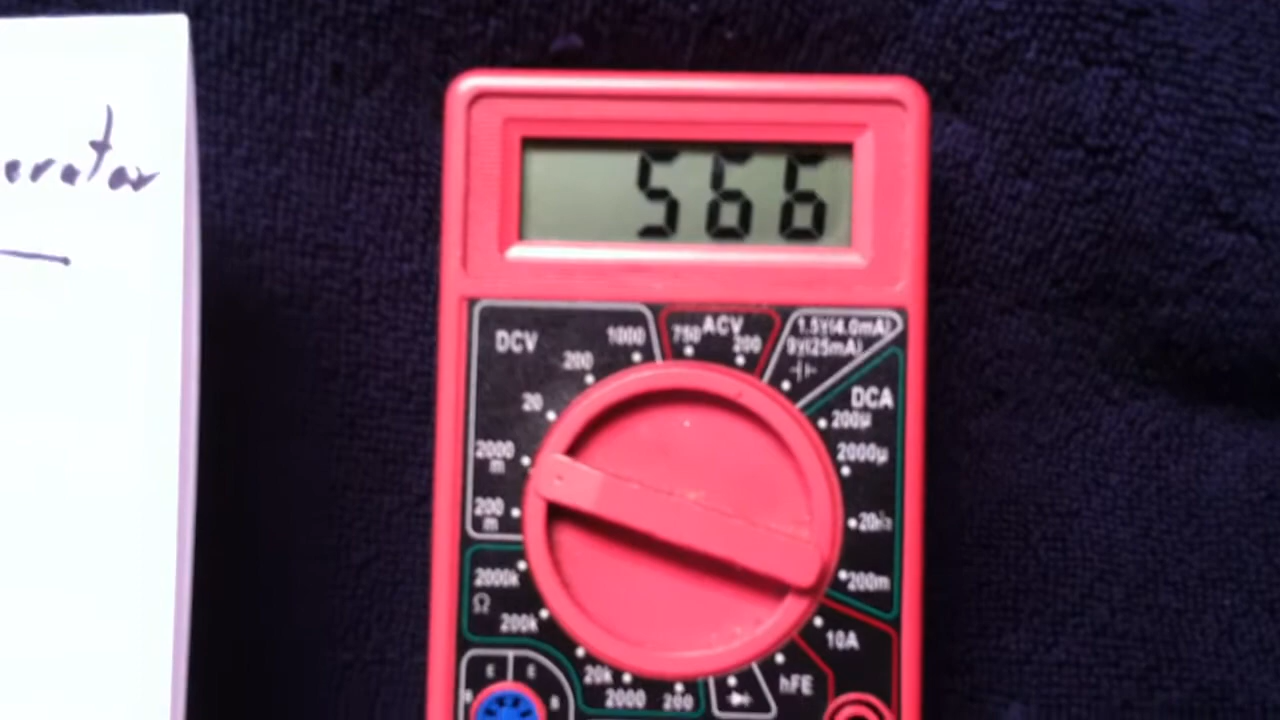 erator
566
DCV
1000
750
ACV
200
1.5V(4.0mA)
9V(25mA)
200
20
2000
m
200
m
DCA
200µ
2000µ
200m
10A
hFE
2000k
Ω
200k
20k
2000
200
E
E
B
B